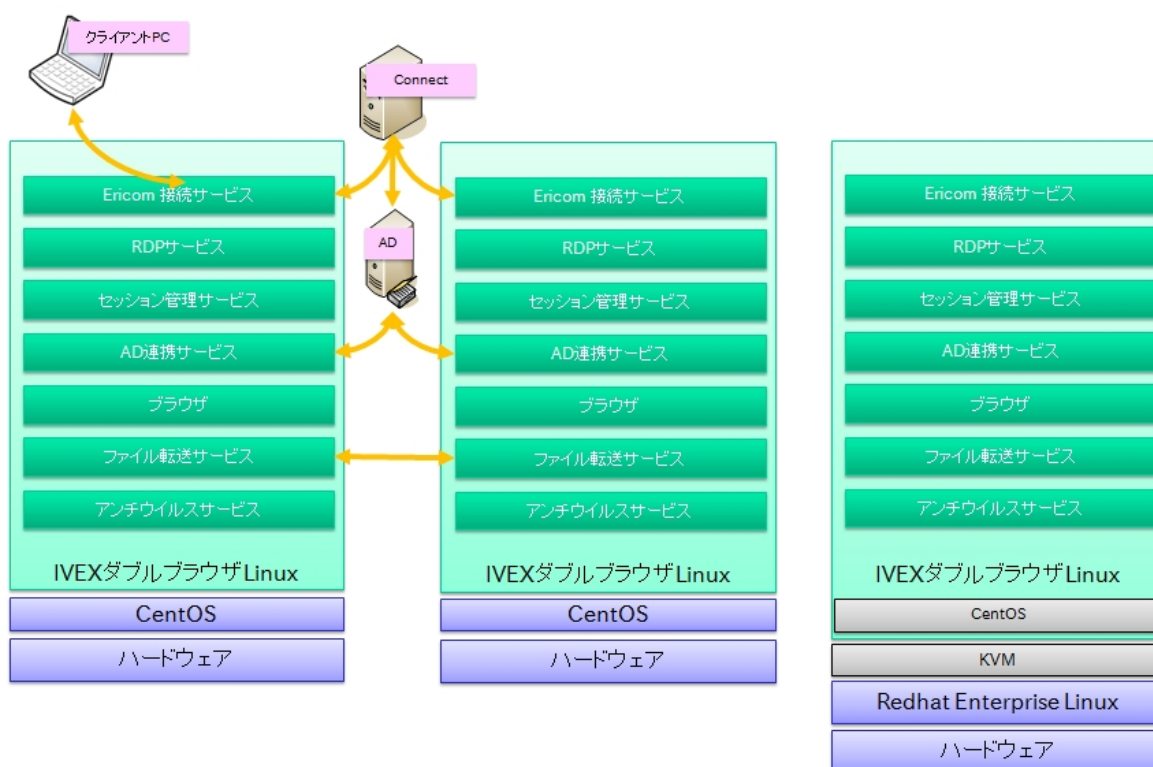 クライアントPC
Connect
AD
Ericom 接続サービス
RDPサービス
セッション管理サービス
AD連携サービス
ブラウザ
ファイル転送サービス
アンチウイルスサービス
IVEXダブルブラウザLinux
CentOS
ハードウェア
Ericom 接続サービス
RDPサービス
セッション管理サービス
AD連携サービス
ブラウザ
ファイル転送サービス
アンチウイルスサービス
IVEXダブルブラウザLinux
CentOS
ハードウェア
Ericom 接続サービス
RDPサービス
セッション管理サービス
AD連携サービス
ブラウザ
ファイル転送サービス
アンチウイルスサービス
IVEXダブルブラウザLinux
CentOS
KVM
Redhat Enterprise Linux
ハードウェア